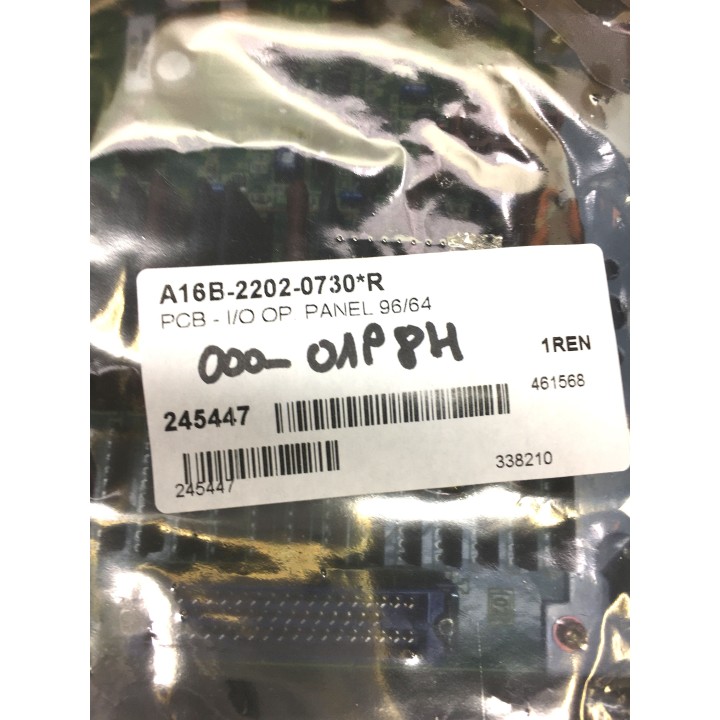 A16B-2202-0730*R
PCB - I/O OP. PANEL 96/64
000-01P8H
1REN
245447
461568
245447
338210